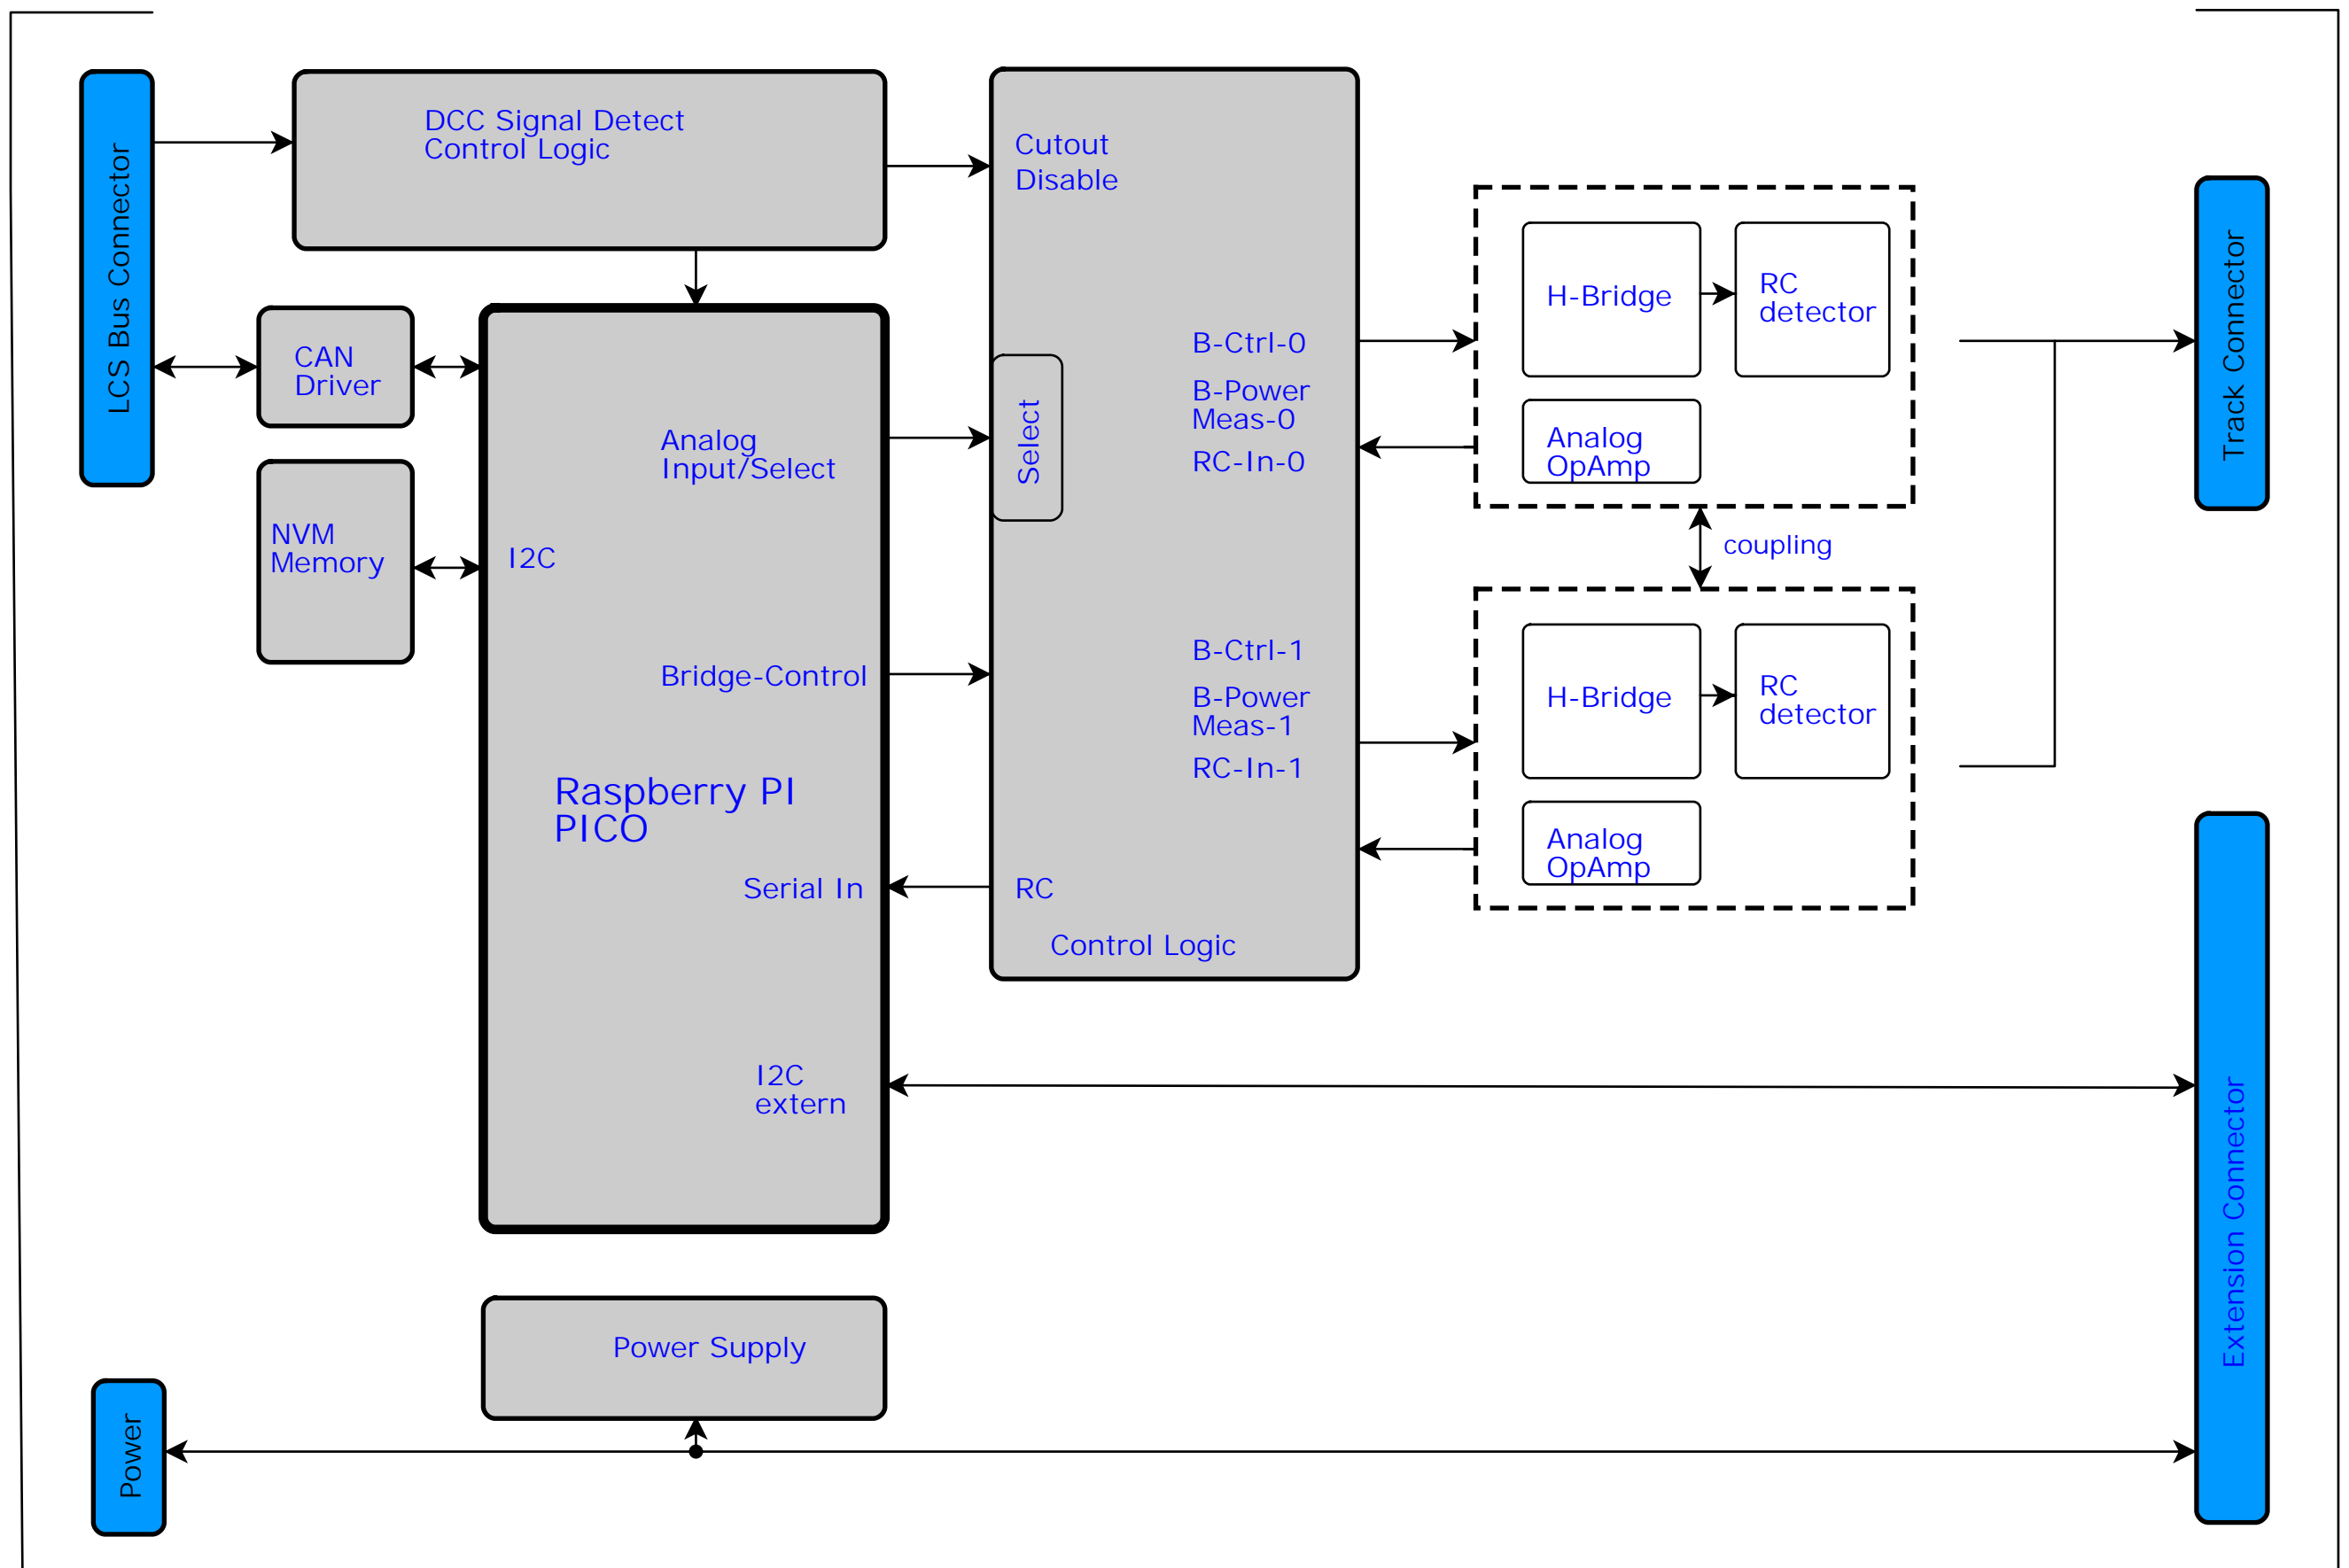 LCS Bus Connector
DCC Signal Detect
Control Logic
Cutout
Disable
CAN
Driver
NVM
Memory
Analog
Input/Select
I2C
Bridge-Control
Raspberry PI
PICO
Serial In
I2C
extern
Select
B-Ctrl-0
B-Power
Meas-0
RC-In-0
B-Ctrl-1
B-Power
Meas-1
RC-In-1
RC
Control Logic
H-Bridge
RC
detector
Analog
OpAmp
coupling
H-Bridge
RC
detector
Analog
OpAmp
Track Connector
Extension Connector
Power Supply
Power